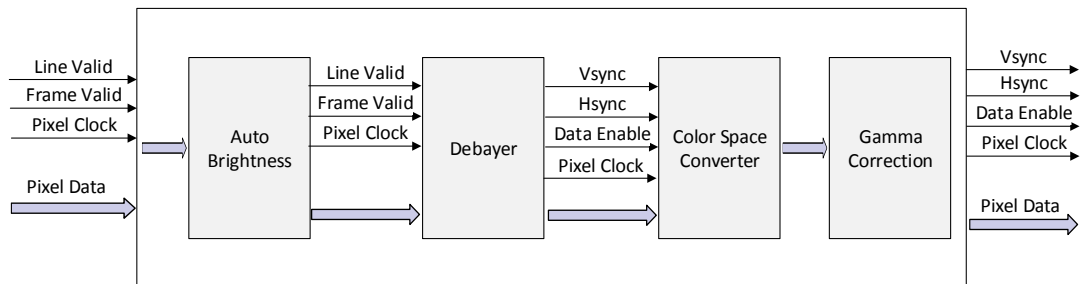 Line Valid
Frame Valid
Pixel Clock
Pixel Data
Auto
Brightness
Line Valid
Frame Valid
Pixel Clock
Debayer
Vsync
Hsync
Data Enable
Pixel Clock
Color Space
Converter
Gamma
Correction
Vsync
Hsync
Data Enable
Pixel Clock
Pixel Data